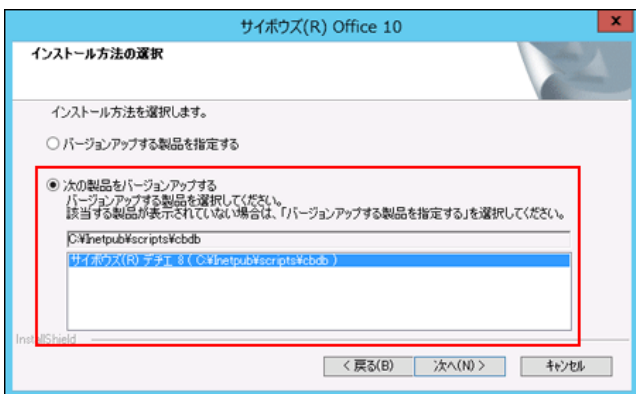 サイボウズ(R) Office 10
x
インストール方法の選択
インストール方法を選択します。
バージョンアップする製品を指定する
次の製品をバージョンアップする
バージョンアップする製品を選択してください。
該当する製品が表示されていない場合は、「バージョンアップする製品を指定する」を選択してください。
C:¥Inetpub¥scripts¥cbdb
サイボウズ(R) デヂエ 8 ( C:¥Inetpub¥scripts¥cbdb )
InstallShield
< 戻る(B)
次へ(N) >
キャンセル